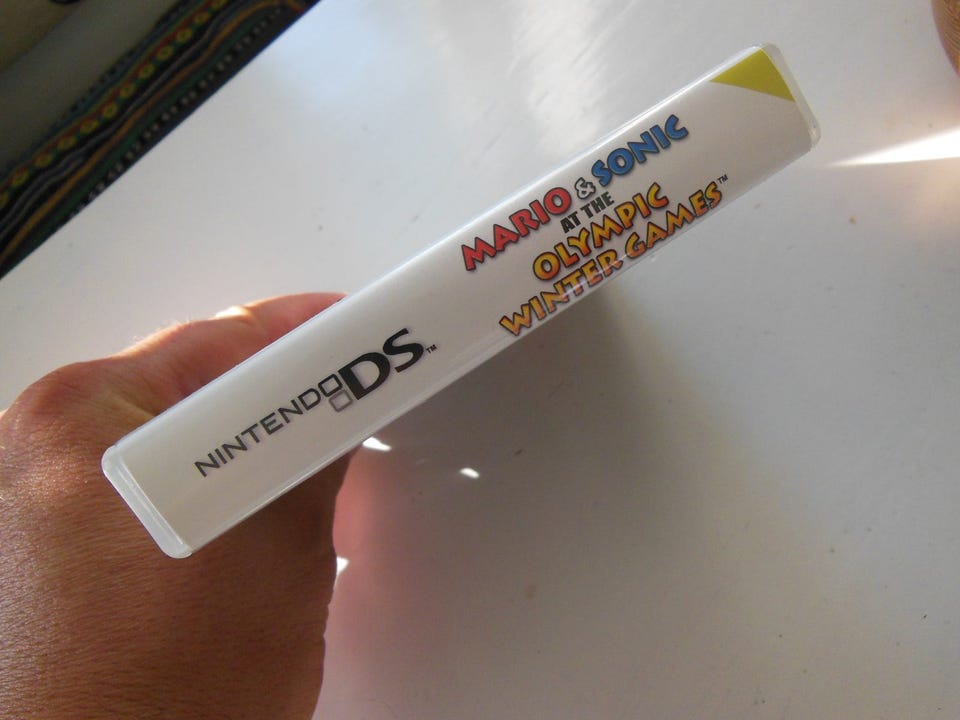 NINTENDO DS™
MARIO & SONIC
AT THE
OLYMPIC
WINTER GAMES™